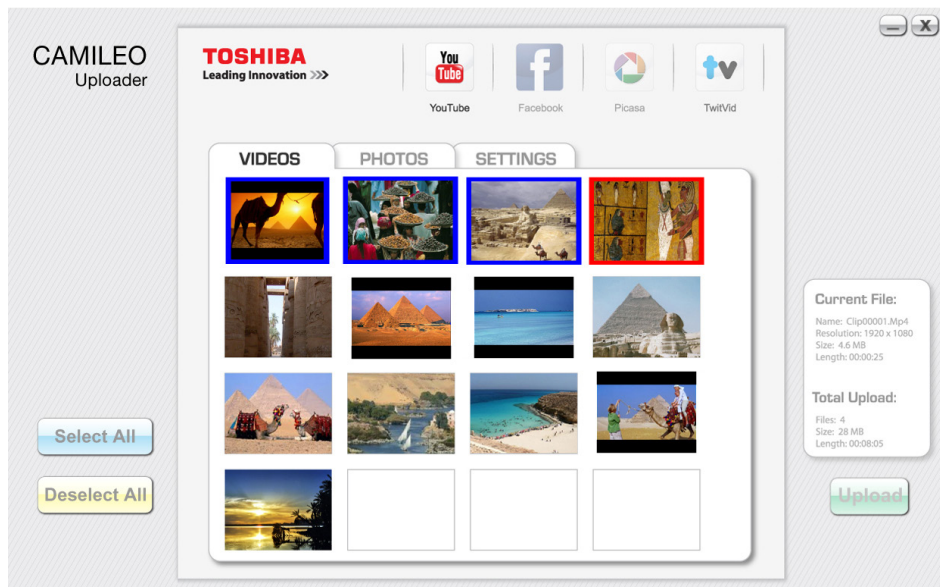 CAMILEO
Uploader
TOSHIBA
Leading Innovation >>>
You
Tube
f
tv
YouTube
Facebook
Picasa
TwitVid
VIDEOS
PHOTOS
SETTINGS
Current File:
Name: Clip00001.Mp4
Resolution: 1920 x 1080
Size: 4.6 MB
Length: 00:00:25
Total Upload:
Files: 4
Size: 28 MB
Length: 00:08:05
Select All
Deselect All
Upload
X